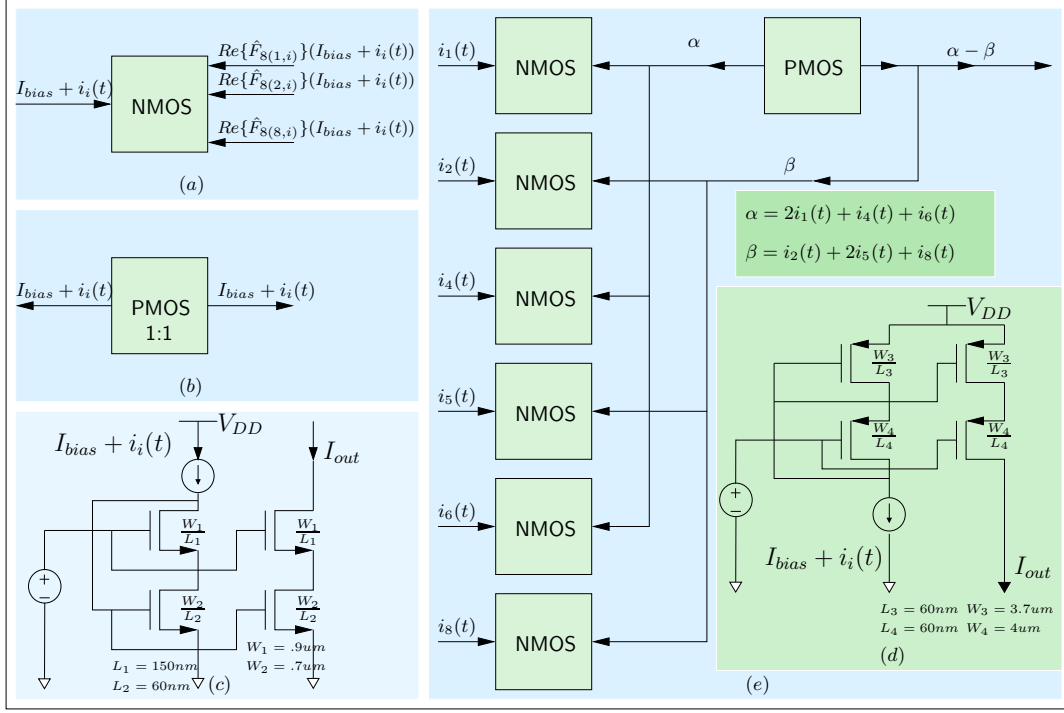 Re{F̂_{8(1,i)}}(I_{bias} + i_i(t))
I_{bias} + i_i(t)
NMOS
Re{F̂_{8(2,i)}}(I_{bias} + i_i(t))
Re{F̂_{8(8,i)}}(I_{bias} + i_i(t))
(a)
I_{bias} + i_i(t)
PMOS
1:1
I_{bias} + i_i(t)
(b)
V_{DD}
I_{bias} + i_i(t)
I_{out}
W_1/L_1
W_1/L_1
+
−
W_2/L_2
W_2/L_2
W_1 = .9um
L_1 = 150nm
W_2 = .7um
L_2 = 60nm
(c)
i_1(t)
NMOS
α
PMOS
α − β
i_2(t)
NMOS
β
α = 2i_1(t) + i_4(t) + i_6(t)
β = i_2(t) + 2i_5(t) + i_8(t)
i_4(t)
NMOS
i_5(t)
NMOS
i_6(t)
NMOS
i_8(t)
NMOS
V_{DD}
W_3/L_3
W_3/L_3
W_4/L_4
W_4/L_4
+
−
I_{bias} + i_i(t)
I_{out}
L_3 = 60nm W_3 = 3.7um
L_4 = 60nm W_4 = 4um
(d)
(e)